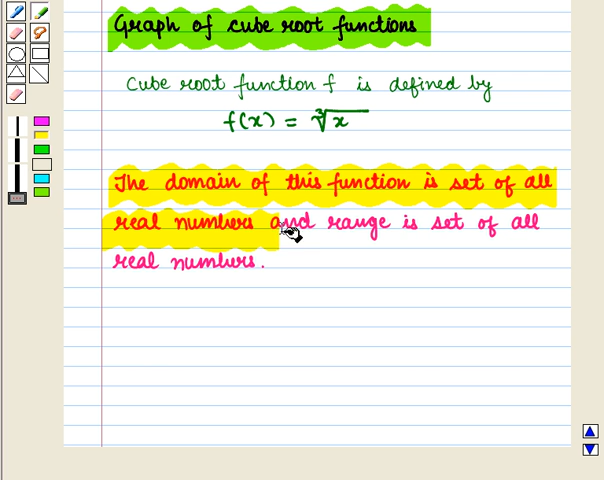 Graph of cube root functions
Cube root function f is defined by
f(x) = ∛x
The domain of this function is set of all
real numbers and range is set of all
real numbers.